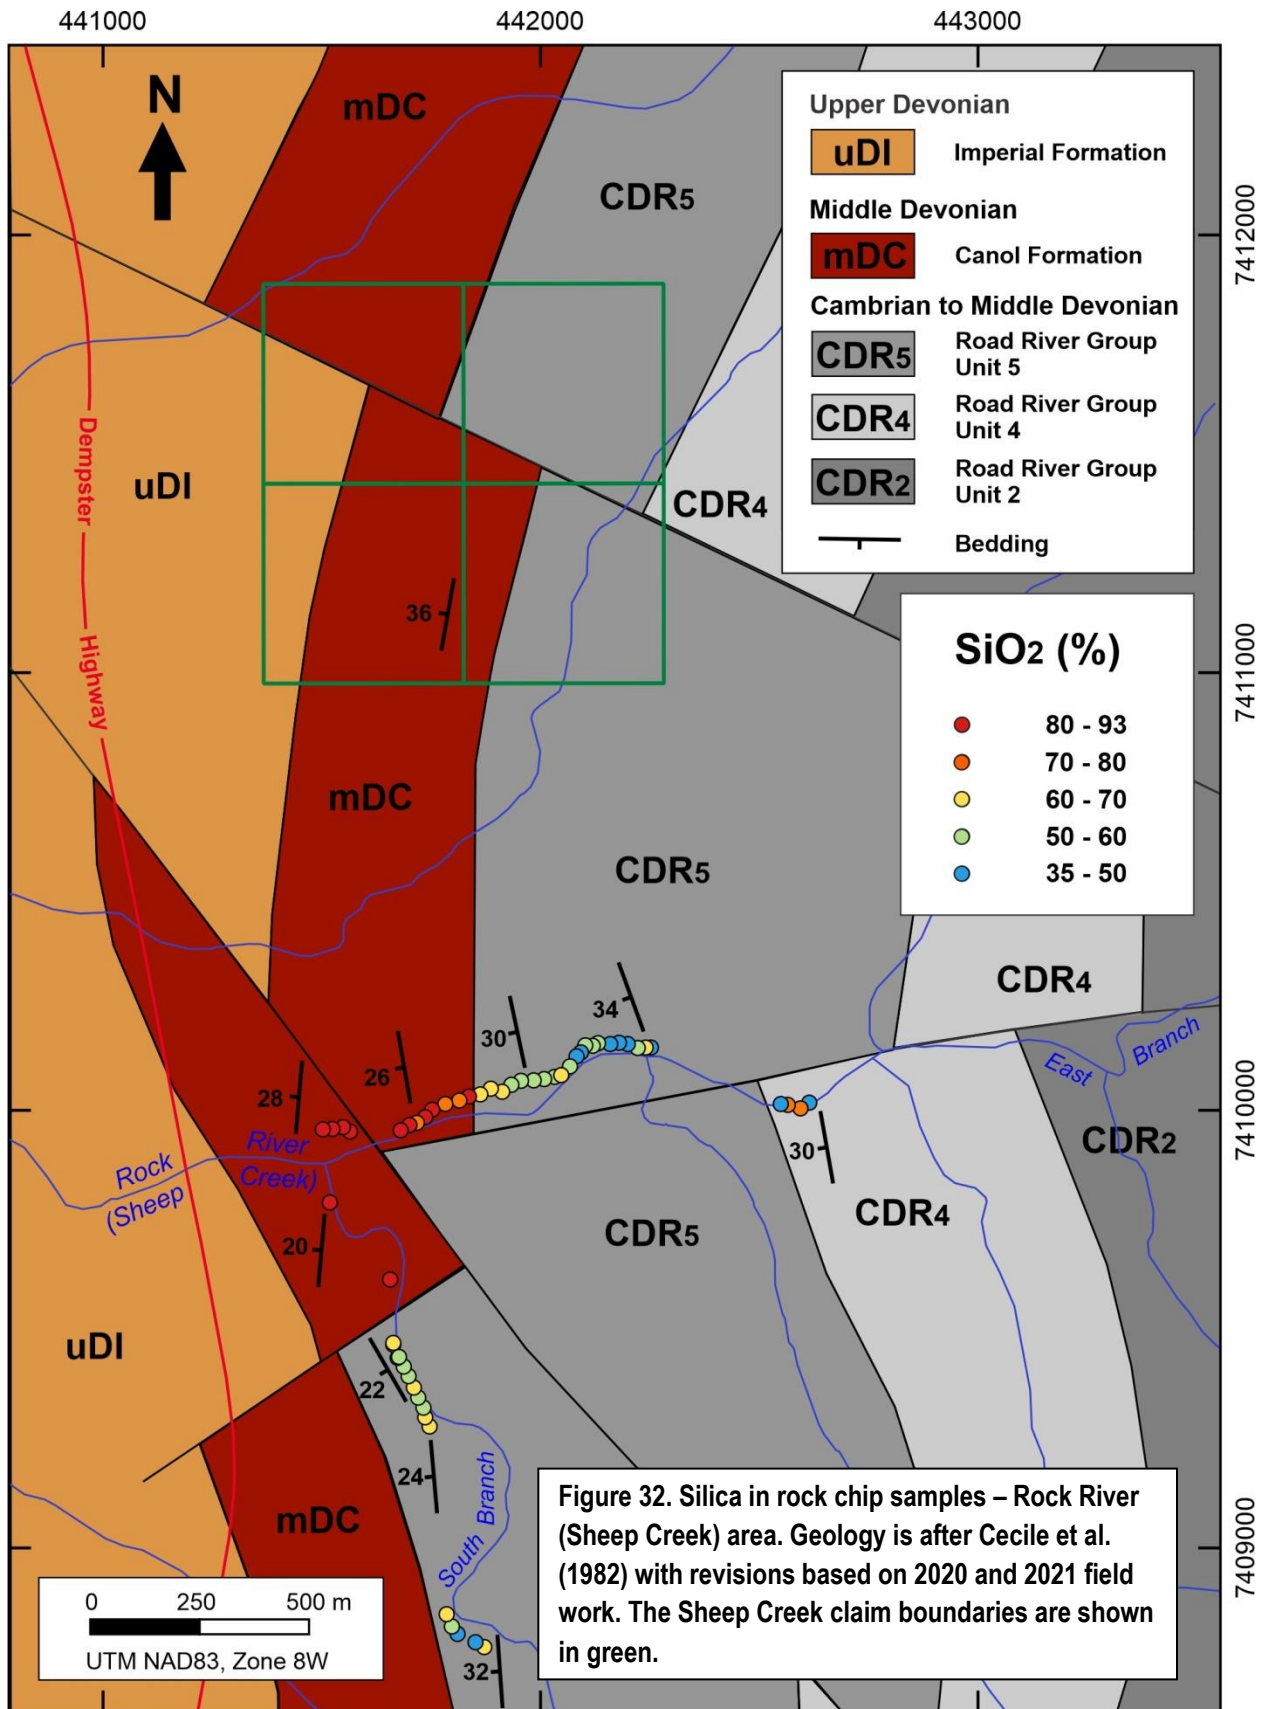 441000
442000
443000
N
mDC
CDR5
Upper Devonian
uDI
Imperial Formation
Middle Devonian
mDC
Canol Formation
Cambrian to Middle Devonian
CDR5
Road River Group
Unit 5
CDR4
Road River Group
Unit 4
CDR2
Road River Group
Unit 2
Bedding
7412000
uDI
Dempster
Highway
CDR4
36
7411000
SiO2 (%)
80 - 93
70 - 80
60 - 70
50 - 60
35 - 50
mDC
CDR5
CDR4
34
30
26
28
East
Branch
7410000
River
Rock
Creek)
(Sheep
30
CDR2
CDR4
CDR5
20
uDI
22
24
South Branch
mDC
32
7409000
0 250 500 m
UTM NAD83, Zone 8W
Figure 32. Silica in rock chip samples – Rock River
(Sheep Creek) area. Geology is after Cecile et al.
(1982) with revisions based on 2020 and 2021 field
work. The Sheep Creek claim boundaries are shown
in green.